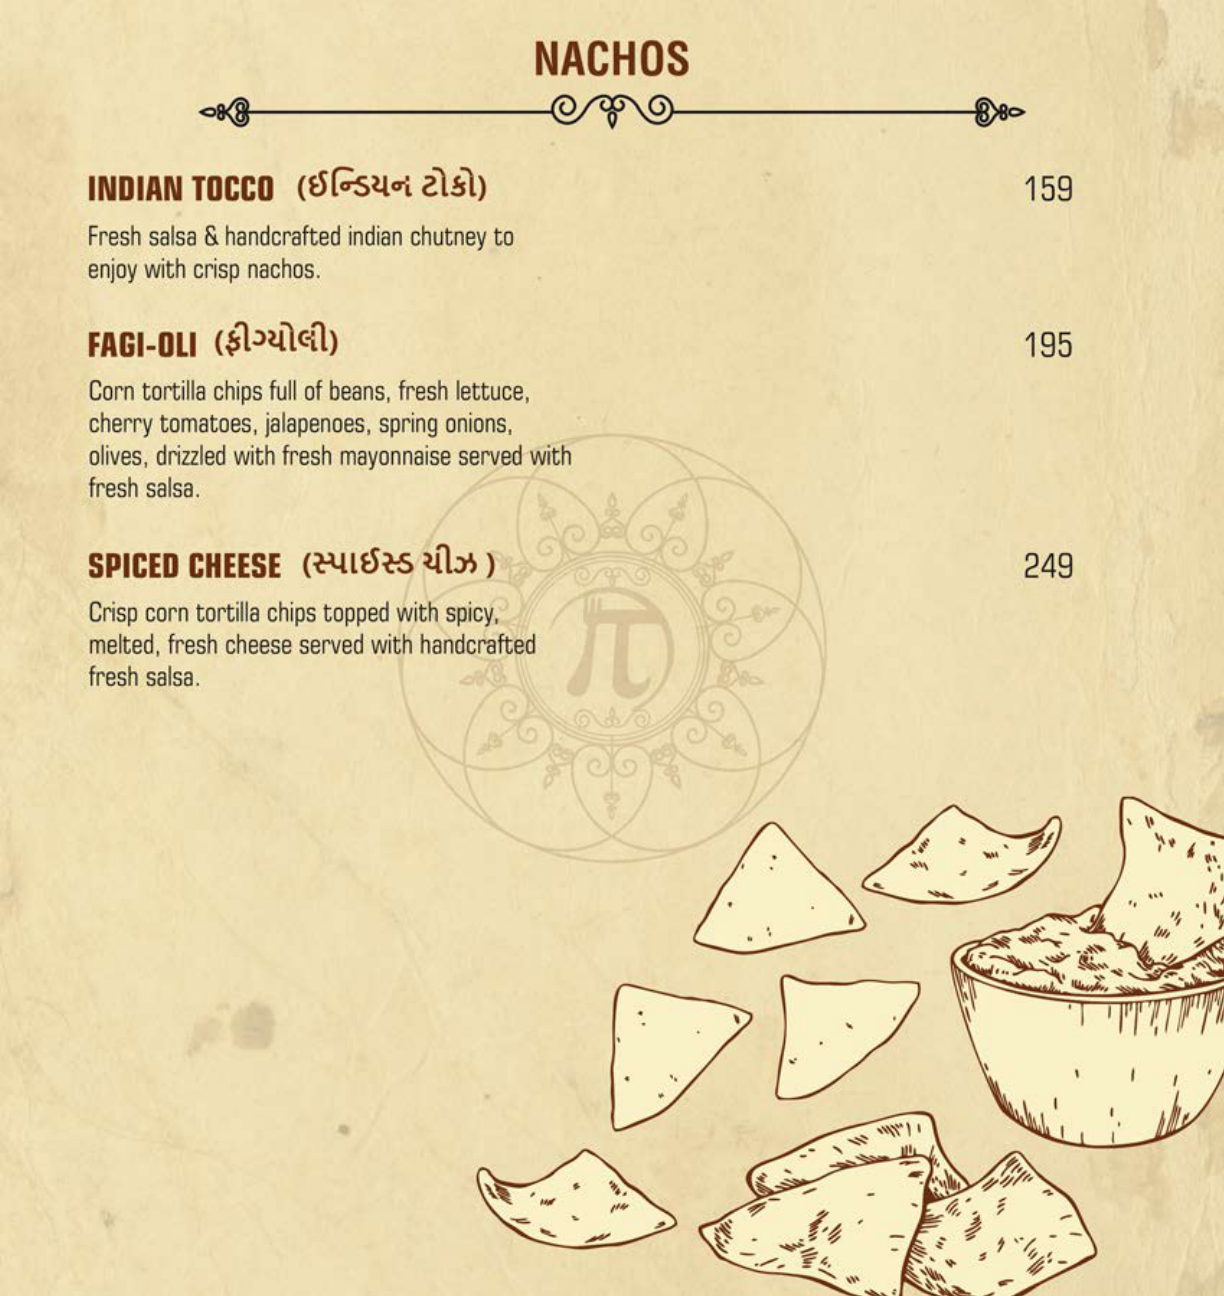 NACHOS
INDIAN TOCCO (ઈન્ડિયન ટોકો) 159
Fresh salsa & handcrafted indian chutney to
enjoy with crisp nachos.
FAGI-OLI (ફીગ્યોલી) 195
Corn tortilla chips full of beans, fresh lettuce,
cherry tomatoes, jalapenoes, spring onions,
olives, drizzled with fresh mayonnaise served with
fresh salsa.
SPICED CHEESE (સ્પાઈસ્ડ ચીઝ ) 249
Crisp corn tortilla chips topped with spicy,
melted, fresh cheese served with handcrafted
fresh salsa.